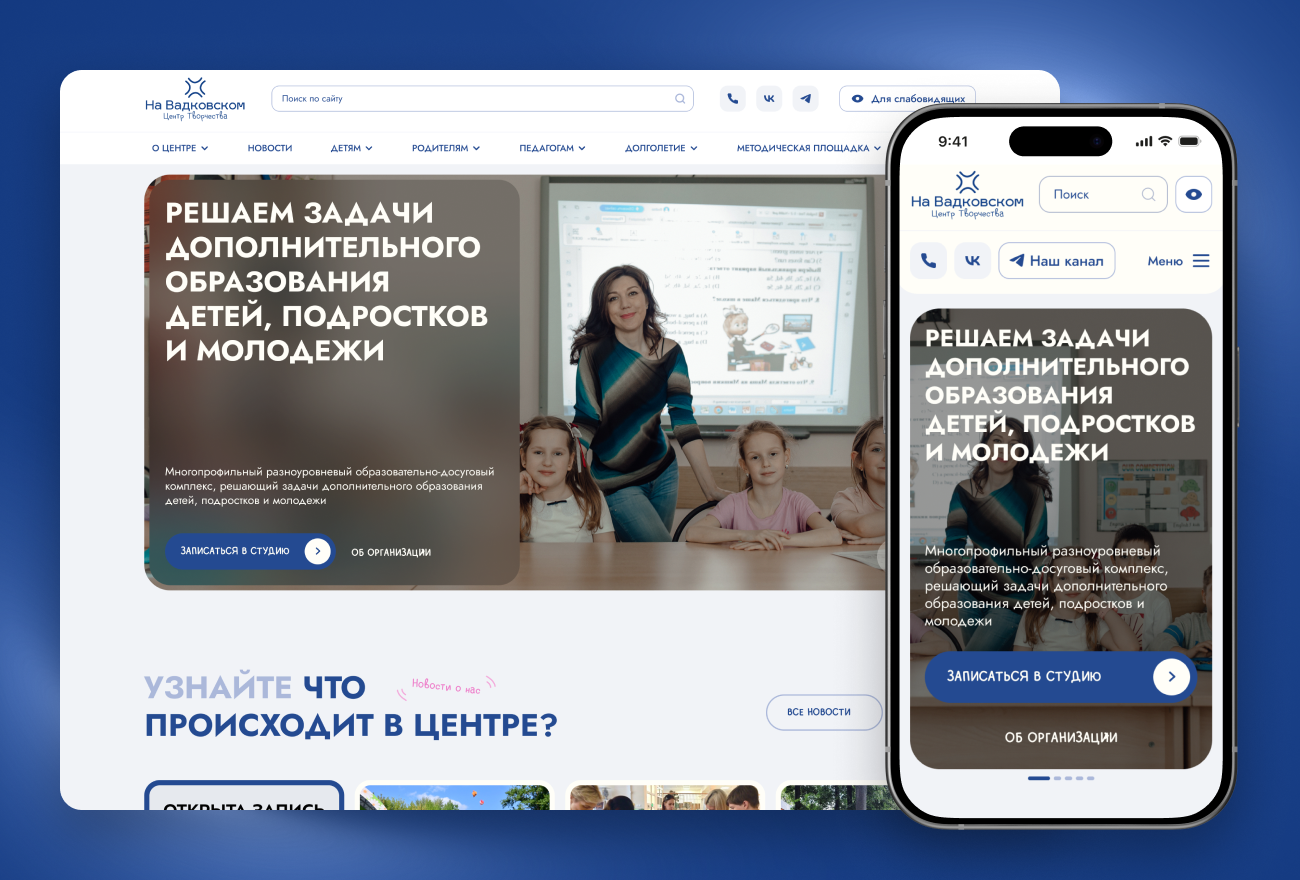 На Вадковском
Центр Творчества
Поиск по сайту
Для слабовидящих
О ЦЕНТРЕ
НОВОСТИ
ДЕТЯМ
РОДИТЕЛЯМ
ПЕДАГОГАМ
ДОЛГОЛЕТИЕ
МЕТОДИЧЕСКАЯ ПЛОЩАДКА
РЕШАЕМ ЗАДАЧИ
ДОПОЛНИТЕЛЬНОГО
ОБРАЗОВАНИЯ
ДЕТЕЙ, ПОДРОСТКОВ
И МОЛОДЕЖИ
Многопрофильный разноуровневый образовательно-досуговый
комплекс, решающий задачи дополнительного образования
детей, подростков и молодежи
ЗАПИСАТЬСЯ В СТУДИЮ
ОБ ОРГАНИЗАЦИИ
УЗНАЙТЕ ЧТО
Новости о нас
ПРОИСХОДИТ В ЦЕНТРЕ?
ВСЕ НОВОСТИ
ОТКРЫТА ЗАПИСЬ
9:41
На Вадковском
Центр Творчества
Поиск
Наш канал
Меню
РЕШАЕМ ЗАДАЧИ
ДОПОЛНИТЕЛЬНОГО
ОБРАЗОВАНИЯ
ДЕТЕЙ, ПОДРОСТКОВ
И МОЛОДЕЖИ
Многопрофильный разноуровневый
образовательно-досуговый комплекс,
решающий задачи дополнительного
образования детей, подростков и
молодежи
ЗАПИСАТЬСЯ В СТУДИЮ
ОБ ОРГАНИЗАЦИИ